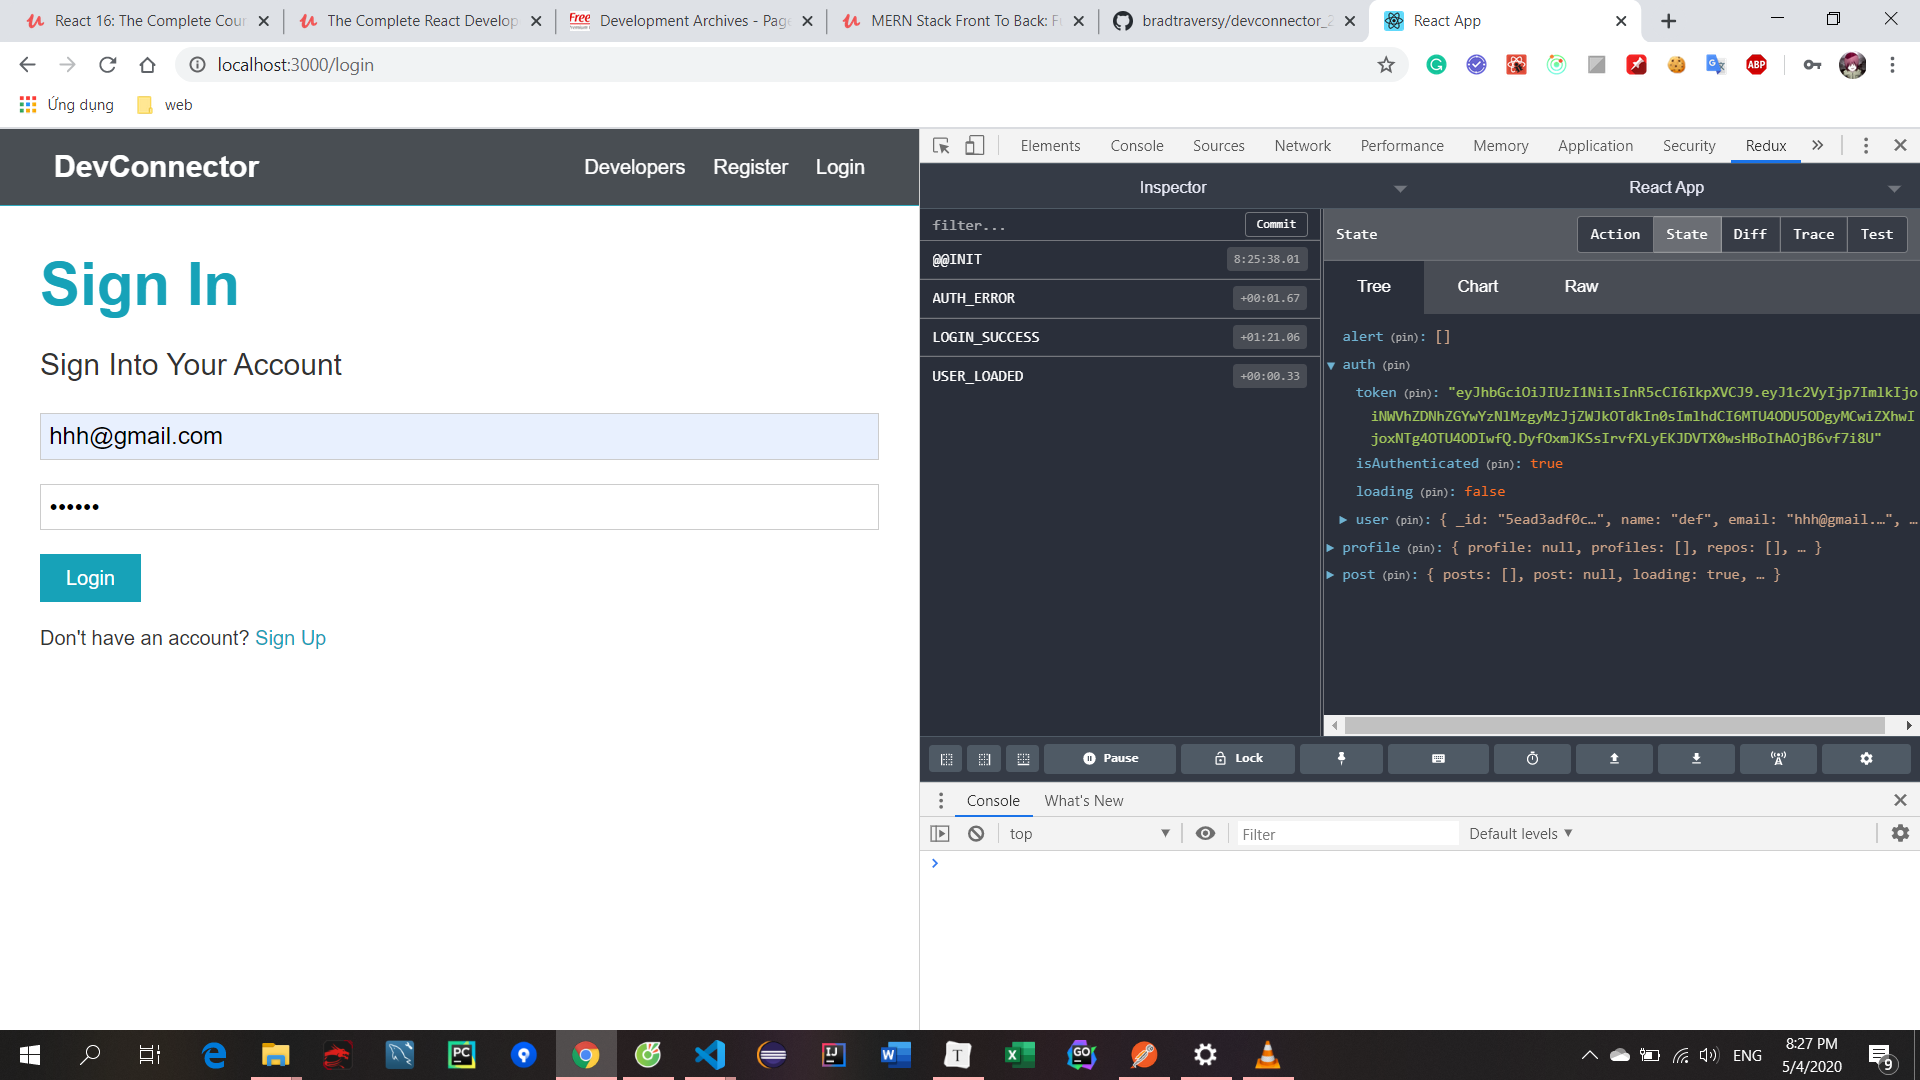 React 16: The Complete Cour
The Complete React Develop
Free
Development Archives - Page
MERN Stack Front To Back: F
bradtraversy/devconnector_2
React App
localhost:3000/login
ABP
Ứng dụng
web
DevConnector
Developers
Register
Login
Sign In
Sign Into Your Account
hhh@gmail.com
••••••
Login
Don't have an account? Sign Up
Elements
Console
Sources
Network
Performance
Memory
Application
Security
Redux
Inspector
React App
filter...
Commit
@@INIT
8:25:38.01
AUTH_ERROR
+00:01.67
LOGIN_SUCCESS
+01:21.06
USER_LOADED
+00:00.33
State
Action
State
Diff
Trace
Test
Tree
Chart
Raw
alert (pin): []
auth (pin)
token (pin): "eyJhbGciOiJIUzI1NiIsInR5cCI6IkpXVCJ9.eyJ1c2VyIjp7ImlkIjo
iNWVhZDNhZGYwYzNlMzgyMzJjZWJkOTdkIn0sImlhdCI6MTU4ODU5ODgyMCwiZXhwI
joxNTg4OTU4ODIwfQ.DyfOxmJKSsIrvfXLyEKJDVTX0wsHBoIhAOjB6vf7i8U"
isAuthenticated (pin): true
loading (pin): false
user (pin): { _id: "5ead3adf0c…", name: "def", email: "hhh@gmail.…", …
profile (pin): { profile: null, profiles: [], repos: [], … }
post (pin): { posts: [], post: null, loading: true, … }
Pause
Lock
Console
What's New
top
Filter
Default levels
ENG
8:27 PM
5/4/2020
9